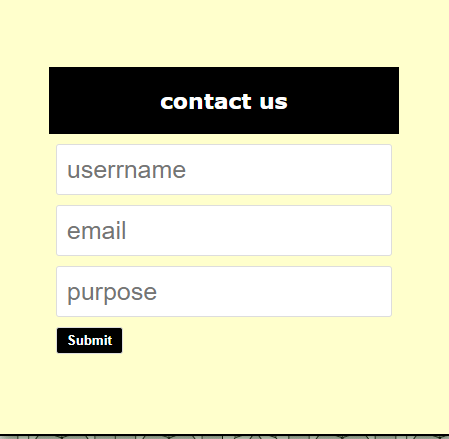 contact us
userrname
email
purpose
Submit